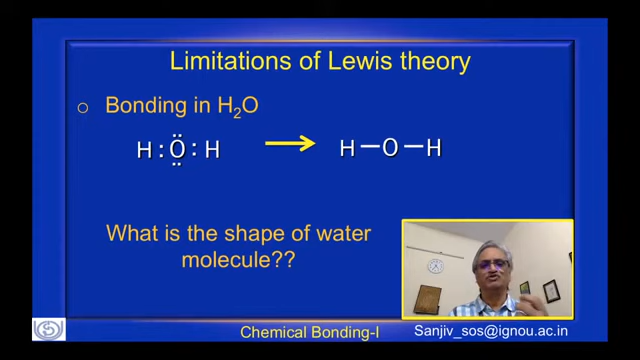 Limitations of Lewis theory
o Bonding in H₂O
H : Ö : H → H – O – H
What is the shape of water
molecule??
Chemical Bonding-I
Sanjiv_sos@ignou.ac.in